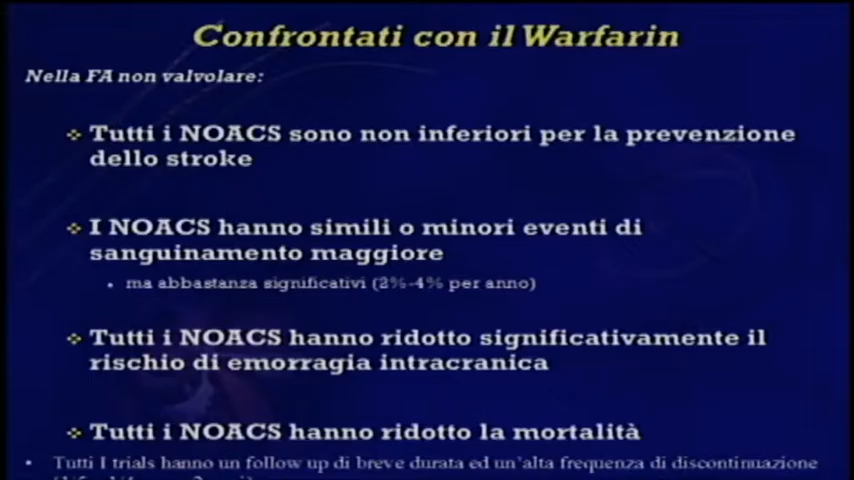 Confrontati con il Warfarin
Nella FA non valvolare:
Tutti i NOACS sono non inferiori per la prevenzione
dello stroke
I NOACS hanno simili o minori eventi di
sanguinamento maggiore
ma abbastanza significativi (2%-4% per anno)
Tutti i NOACS hanno ridotto significativamente il
rischio di emorragia intracranica
Tutti i NOACS hanno ridotto la mortalità
Tutti I trials hanno un follow up di breve durata ed un'alta frequenza di discontinuazione